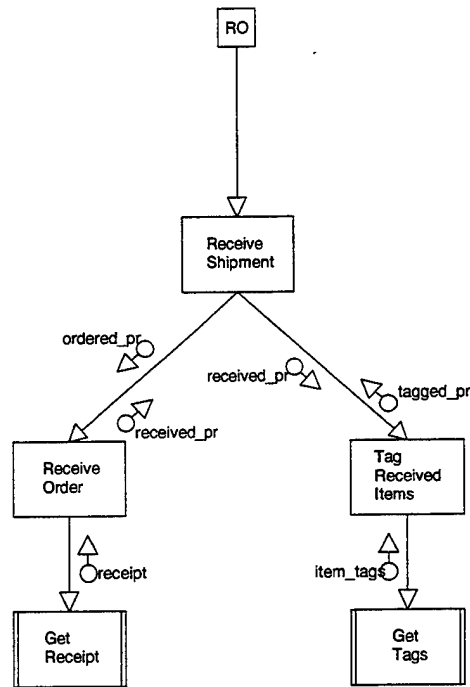 RO
Receive
Shipment
ordered_pr
received_pr
tagged_pr
received_pr
Receive
Order
Tag
Received
Items
receipt
item_tags
Get
Receipt
Get
Tags